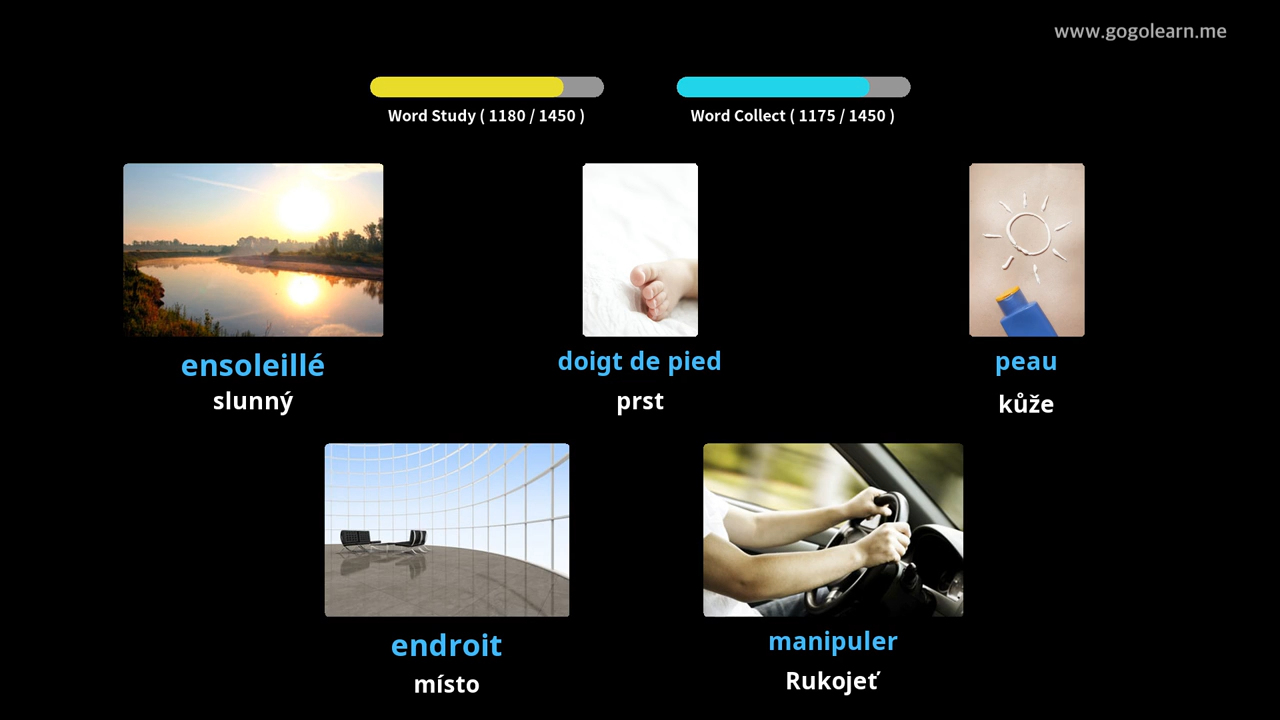 www.gogolearn.me
Word Study ( 1180 / 1450 )
Word Collect ( 1175 / 1450 )
ensoleillé
slunný
doigt de pied
prst
peau
kůže
endroit
místo
manipuler
Rukojeť